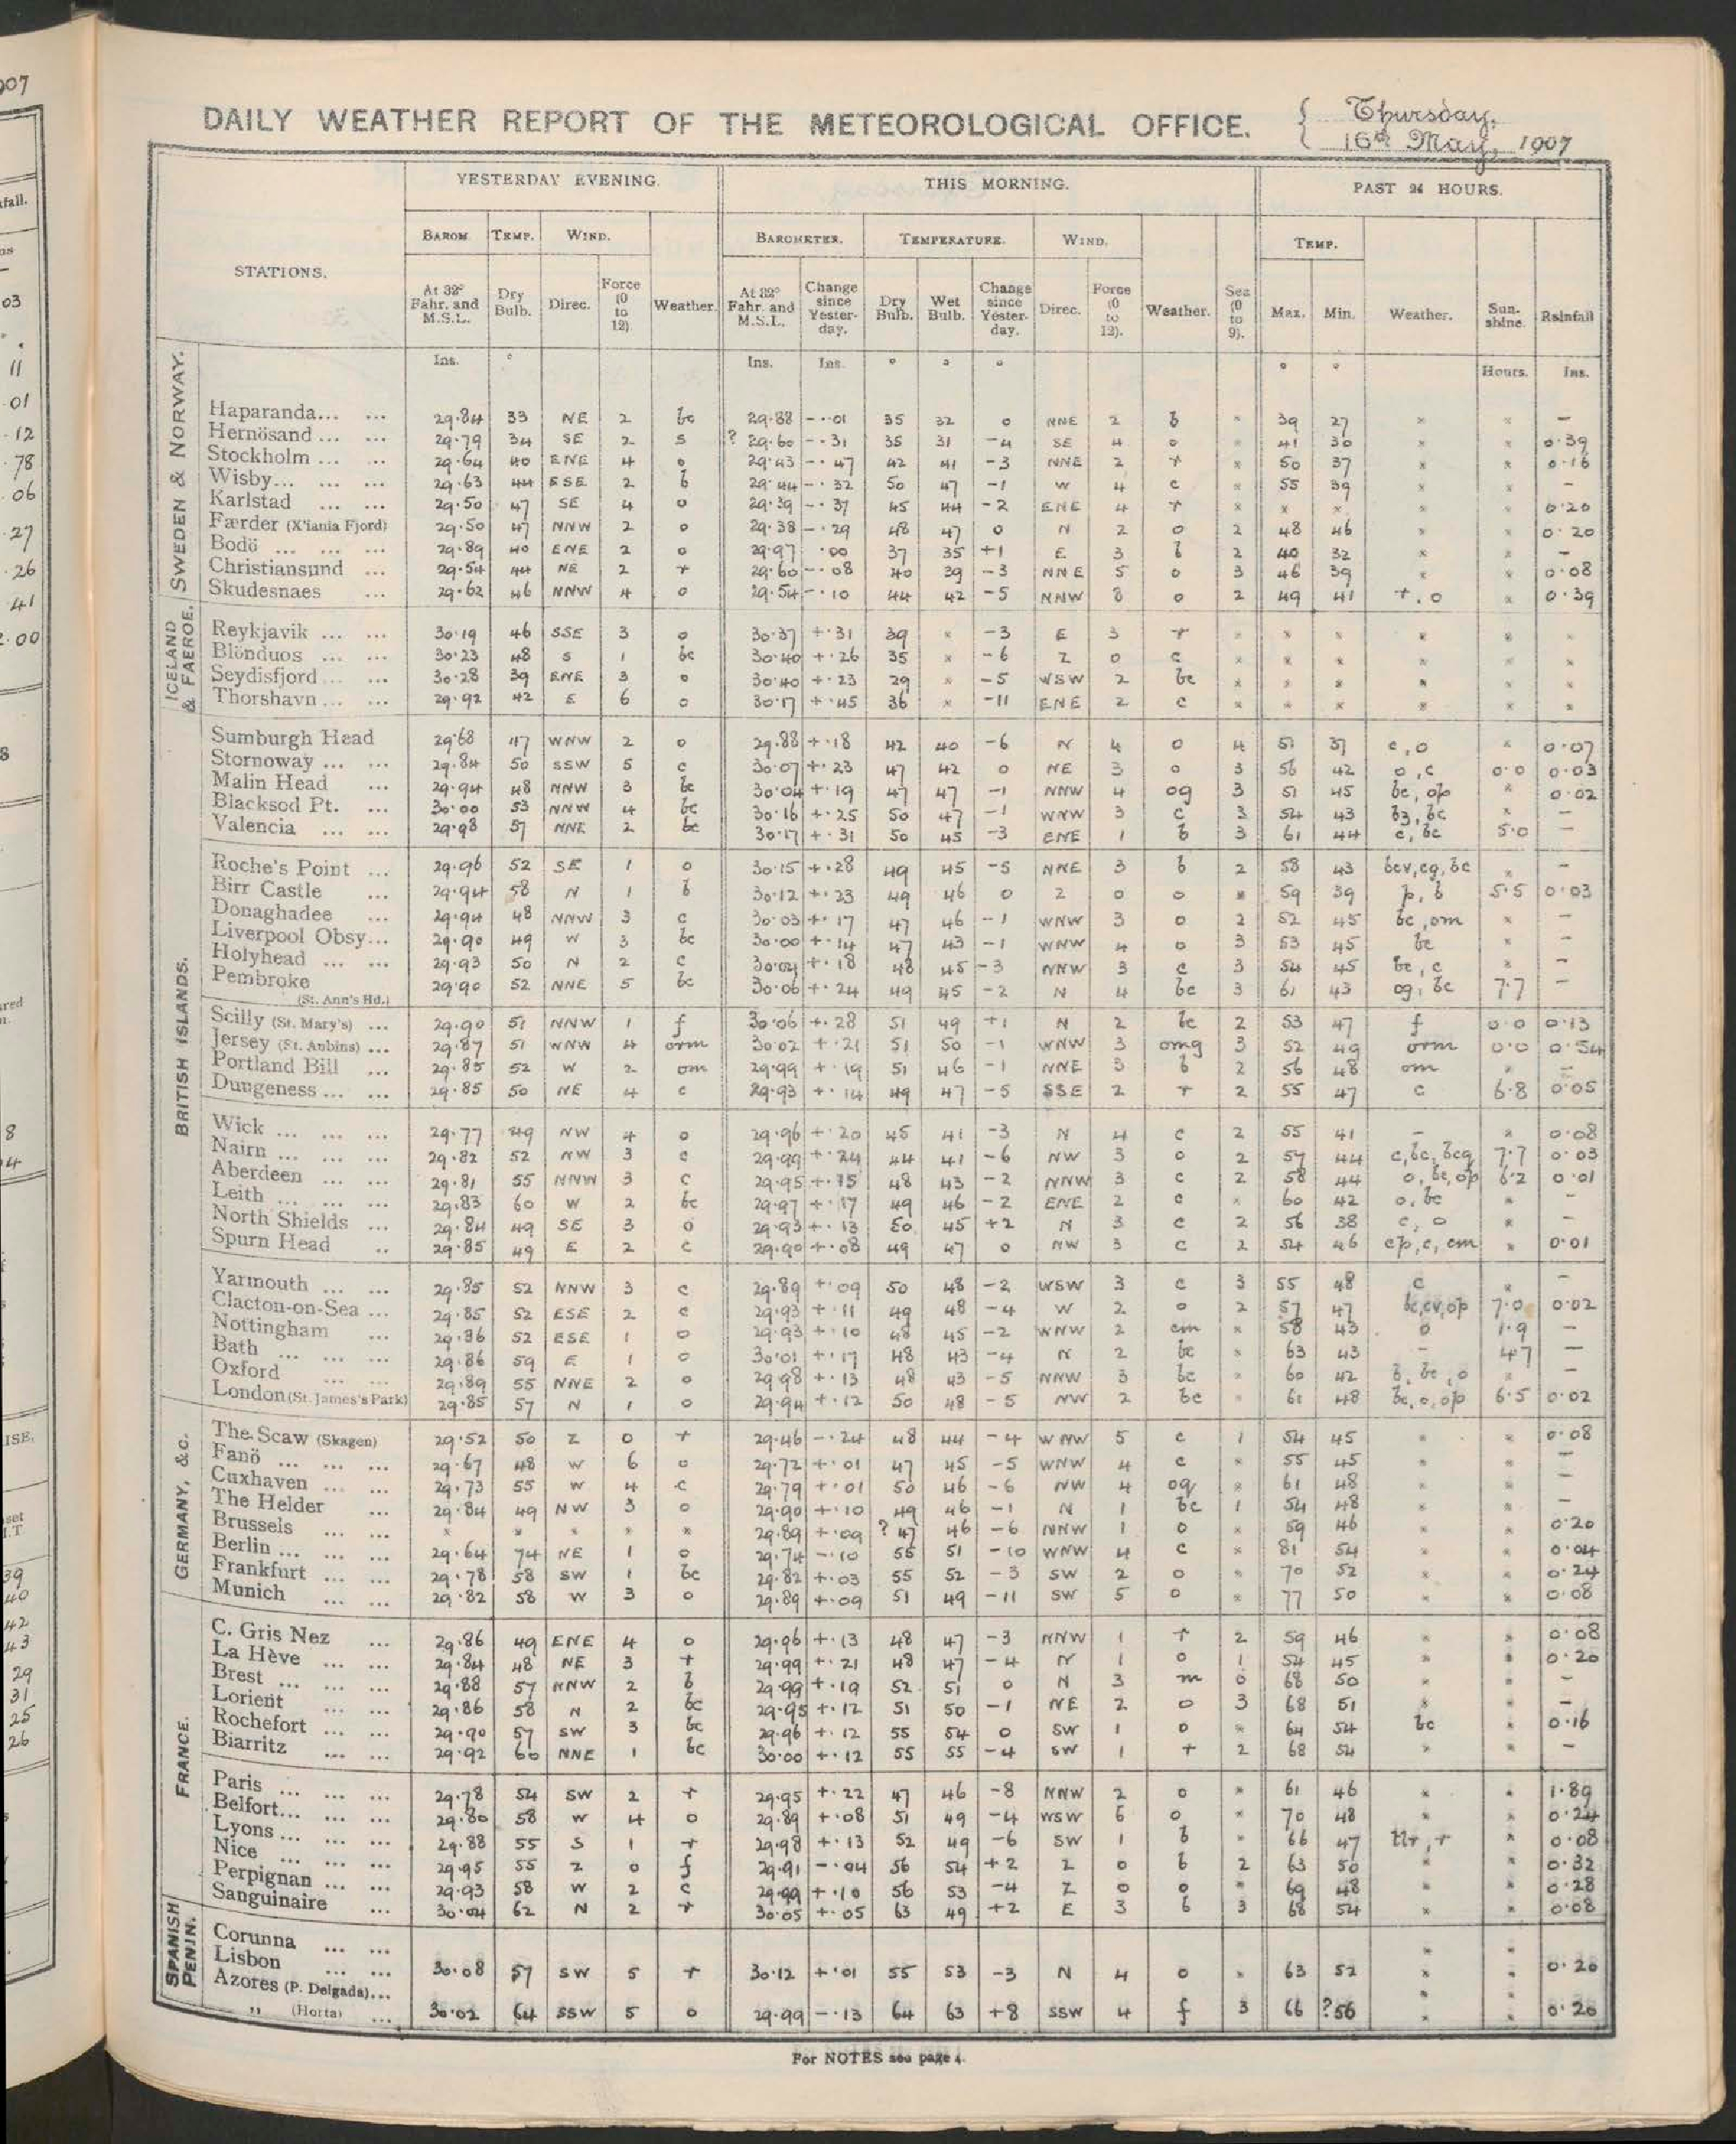 DAILY WEATHER REPORT OF THE METEOROLOGICAL OFFICE. { Thursday,
16th May, 1907
STATIONS. YESTERDAY EVENING. THIS MORNING. PAST 24 HOURS.
BAROM. TEMP. WIND. BAROMETER. TEMPERATURE. WIND. TEMP.
At 32° Fahr. and M.S.L. Dry Bulb. Direc. Force (0 to 12). Weather. At 32° Fahr. and M.S.L. Change since Yesterday. Dry Bulb. Wet Bulb. Change since Yesterday. Direc. Force (0 to 12). Weather. Sea (0 to 9). Max. Min. Weather. Sunshine. Rainfall
Ins. ° Ins. Ins. ° ° ° ° ° Hours. Ins.
SWEDEN & NORWAY.
Haparanda... ... 29.84 33 NE 2 bc 29.88 -.01 35 32 0 NNE 2 b × 39 27 × × —
Hernösand ... ... 29.79 34 SE 2 s ? 29.60 -.31 35 31 -4 SE 4 o × 41 30 × × 0.39
Stockholm ... ... 29.64 40 ENE 4 o 29.43 -.47 42 41 -3 NNE 2 r × 50 37 × × 0.16
Wisby... ... ... 29.63 44 ESE 2 b 29.44 -.32 50 47 -1 W 4 c × 55 39 × × -
Karlstad ... ... 29.50 47 SE 4 o 29.39 -.37 45 44 -2 ENE 4 r × × × × × 0.20
Færder (X'iania Fjord) 29.50 47 NNW 2 o 29.38 -.29 48 47 0 N 2 o 2 48 46 × × 0.20
Bodö ... ... ... 29.89 40 ENE 2 o 29.97 .00 37 35 +1 E 3 b 2 40 32 × × -
Christiansund ... 29.54 44 NE 2 r 29.60 -.08 40 39 -3 NNE 5 o 3 46 39 × × 0.08
Skudesnaes ... 29.62 46 NNW 4 o 29.54 -.10 44 42 -5 NNW 8 o 2 49 41 r, o × 0.39
ICELAND & FAEROE.
Reykjavik ... ... 30.19 46 SSE 3 o 30.37 +.31 39 × -3 E 3 r × × × × × ×
Blönduos ... ... 30.23 48 S 1 bc 30.40 +.26 35 × -6 Z 0 c × × × × × ×
Seydisfjord ... ... 30.28 39 ENE 3 o 30.40 +.23 29 × -5 WSW 2 bc × × × × × ×
Thorshavn ... ... 29.92 42 E 6 o 30.17 +.45 36 × -11 ENE 2 c × × × × × ×
BRITISH ISLANDS.
Sumburgh Head 29.68 47 WNW 2 o 29.88 +.18 42 40 -6 N 4 o 4 51 37 c, o × 0.07
Stornoway ... ... 29.84 50 SSW 5 c 30.07 +.23 47 42 0 NE 3 o 3 56 42 o, c 0.0 0.03
Malin Head ... 29.94 48 NNW 3 bc 30.04 +.19 47 47 -1 NNW 4 og 3 51 45 bc, op × 0.02
Blacksod Pt. ... 30.00 53 NNW 4 bc 30.16 +.25 50 47 -1 WNW 3 c 3 54 43 bz, bc -
Valencia ... ... 29.98 57 NNE 2 bc 30.17 +.31 50 45 -3 ENE 1 b 3 61 44 c, bc 5.0 -
Roche's Point ... 29.96 52 SE 1 o 30.15 +.28 49 45 -5 NNE 3 b 2 58 43 bcv, cg, bc × -
Birr Castle ... 29.94 58 N 1 b 30.12 +.23 49 46 0 Z 0 o × 59 39 p, b 5.5 0.03
Donaghadee ... 29.94 48 NNW 3 c 30.03 +.17 47 46 -1 WNW 3 o 2 52 45 bc, om × -
Liverpool Obsy... 29.90 49 W 3 bc 30.00 +.14 47 43 -1 WNW 4 o 3 53 45 bc -
Holyhead ... ... 29.93 50 N 2 c 30.04 +.18 48 45 -3 NNW 3 c 3 54 45 bc, c × -
Pembroke (St. Ann's Hd.) 29.90 52 NNE 5 bc 30.06 +.24 49 45 -2 N 4 bc 3 61 43 og, bc 7.7 -
Scilly (St. Mary's) ... 29.90 51 NNW 1 f 30.06 +.28 51 49 +1 N 2 bc 2 53 47 f 0.0 0.13
Jersey (St. Aubins) ... 29.87 51 WNW 4 orm 30.02 +.21 51 50 -1 WNW 3 omg 3 52 49 orm 0.0 0.54
Portland Bill ... 29.85 52 W 2 om 29.99 +.19 51 46 -1 NNE 3 b 2 56 48 om × -
Dungeness ... ... 29.85 50 NE 4 c 29.93 +.14 49 47 -5 SSE 2 r 2 55 47 c 6.8 0.05
Wick ... ... ... 29.77 49 NW 4 o 29.96 +.20 45 41 -3 N 4 c 2 55 41 - × 0.08
Nairn ... ... ... 29.82 52 NW 3 c 29.99 +.24 44 41 -6 NW 3 o 2 57 44 c, bc, bcq 7.7 0.03
Aberdeen ... ... 29.81 55 NNW 3 c 29.95 +.15 48 43 -2 NNW 3 c 2 58 44 o, bc, op 6.2 0.01
Leith ... ... ... 29.83 60 W 2 bc 29.97 +.17 49 46 -2 ENE 2 c × 60 42 o, bc × -
North Shields ... 29.84 49 SE 3 o 29.93 +.13 50 45 +2 N 3 c 2 56 38 c, o × -
Spurn Head .. 29.85 49 E 2 c 29.90 +.08 49 47 0 NW 3 c 2 54 46 cp, c, cm × 0.01
Yarmouth ... ... 29.85 52 NNW 3 c 29.89 +.09 50 48 -2 WSW 3 c 3 55 48 c × -
Clacton-on-Sea ... 29.85 52 ESE 2 c 29.93 +.11 49 48 -4 W 2 o 2 57 47 bc, cv, op 7.0 0.02
Nottingham ... 29.86 52 ESE 1 o 29.93 +.10 48 45 -2 WNW 2 cm × 58 43 o 1.9 -
Bath ... ... ... 29.86 59 E 1 o 30.01 +.17 48 43 -4 N 2 bc × 63 43 - 4.7 -
Oxford ... ... 29.89 55 NNE 2 o 29.98 +.13 48 43 -5 NNW 3 bc × 60 42 b, bc, o × -
London (St. James's Park) 29.85 57 N 1 o 29.94 +.12 50 48 -5 NW 2 bc × 61 48 bc, o, op 6.5 0.02
GERMANY, &c.
The Scaw (Skagen) 29.52 50 Z 0 r 29.46 -.24 48 44 -4 WNW 5 c 1 54 45 × × 0.08
Fanö ... ... ... 29.67 48 W 6 o 29.72 +.01 47 45 -5 WNW 4 c × 55 45 × × -
Cuxhaven ... ... 29.73 55 W 4 c 29.79 +.01 50 46 -6 NW 4 oq × 61 48 × × -
The Helder ... 29.84 49 NW 3 o 29.90 +.10 49 46 -1 N 1 bc 1 54 48 × × -
Brussels ... ... × × × × × 29.89 +.09 ? 47 46 -6 NNW 1 o × 59 46 × × 0.20
Berlin ... ... ... 29.64 74 NE 1 o 29.74 -.10 55 51 -10 WNW 4 c × 81 54 × × 0.04
Frankfurt ... ... 29.78 58 SW 1 bc 29.82 +.03 55 52 -3 SW 2 o × 70 52 × × 0.24
Munich ... ... 29.82 58 W 3 o 29.89 +.09 51 49 -11 SW 5 o × 77 50 × × 0.08
FRANCE.
C. Gris Nez ... 29.86 49 ENE 4 o 29.96 +.13 48 47 -3 NNW 1 r 2 59 46 × × 0.08
La Hève ... ... 29.84 48 NE 3 r 29.99 +.21 48 47 -4 N 1 o 1 54 45 × × 0.20
Brest ... ... ... 29.88 57 NNW 2 b 29.99 +.19 52 51 0 N 3 m 0 68 50 × × -
Lorient ... ... 29.86 58 N 2 bc 29.95 +.12 51 50 -1 NE 2 o 3 68 51 × × -
Rochefort ... ... 29.90 57 SW 3 bc 29.96 +.12 55 54 0 SW 1 o × 64 54 bc × 0.16
Biarritz ... ... 29.92 60 NNE 1 bc 30.00 +.12 55 55 -4 SW 1 r 2 68 54 × × -
Paris ... ... ... 29.78 54 SW 2 r 29.95 +.22 47 46 -8 NNW 2 o × 61 46 × × 1.89
Belfort... ... ... 29.80 58 W 4 o 29.89 +.08 51 49 -4 WSW 6 o × 70 48 × × 0.24
Lyons ... ... ... 29.88 55 S 1 r 29.98 +.13 52 49 -6 SW 1 b × 66 47 tlr, r × 0.08
Nice ... ... ... 29.95 55 Z 0 f 29.91 -.04 56 54 +2 Z 0 b 2 63 50 × × 0.32
Perpignan ... ... 29.93 58 W 2 c 29.99 +.10 56 53 -4 Z 0 o × 69 48 × × 0.28
Sanguinaire ... 30.04 62 N 2 r 30.05 +.05 63 49 +2 E 3 b 3 68 54 × × 0.08
SPANISH PENIN.
Corunna ... ...
Lisbon ... ... 30.08 57 SW 5 r 30.12 +.01 55 53 -3 N 4 o × 63 52 × × 0.20
Azores (P. Delgada)...
" (Horta) ... 30.02 64 SSW 5 o 29.99 -.13 64 63 +8 SSW 4 f 3 66 ?56 × × 0.20
For NOTES see page 4.